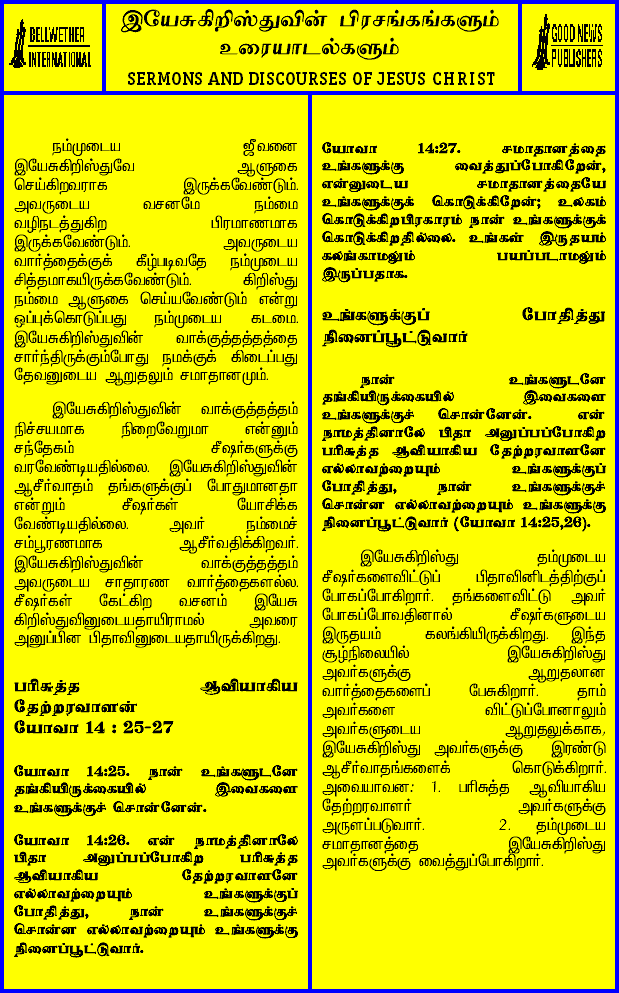 BELLWETHER
INTERNATIONAL
இயேசுகிறிஸ்துவின் பிரசங்கங்களும்
உரையாடல்களும்
SERMONS AND DISCOURSES OF JESUS CHRIST
GOOD NEWS
PUBLISHERS
நம்முடைய ஜீவனை
இயேசுகிறிஸ்துவே ஆளுகை
செய்கிறவராக இருக்கவேண்டும்.
அவருடைய வசனமே நம்மை
வழிநடத்துகிற பிரமாணமாக
இருக்கவேண்டும். அவருடைய
வார்த்தைக்குக் கீழ்படிவதே நம்முடைய
சித்தமாகயிருக்கவேண்டும். கிறிஸ்து
நம்மை ஆளுகை செய்யவேண்டும் என்று
ஒப்புக்கொடுப்பது நம்முடைய கடமை.
இயேசுகிறிஸ்துவின் வாக்குத்தத்தத்தை
சார்ந்திருக்கும்போது நமக்குக் கிடைப்பது
தேவனுடைய ஆறுதலும் சமாதானமும்.
இயேசுகிறிஸ்துவின் வாக்குத்தத்தம்
நிச்சயமாக நிறைவேறுமா என்னும்
சந்தேகம் சீஷர்களுக்கு
வரவேண்டியதில்லை. இயேசுகிறிஸ்துவின்
ஆசீர்வாதம் தங்களுக்குப் போதுமானதா
என்றும் சீஷர்கள் யோசிக்க
வேண்டியதில்லை. அவர் நம்மைச்
சம்பூரணமாக ஆசீர்வதிக்கிறவர்.
இயேசுகிறிஸ்துவின் வாக்குத்தத்தம்
அவருடைய சாதாரண வார்த்தைகளல்ல.
சீஷர்கள் கேட்கிற வசனம் இயேசு
கிறிஸ்துவினுடையதாயிராமல் அவரை
அனுப்பின பிதாவினுடையதாயிருக்கிறது.
பரிசுத்த ஆவியாகிய
தேற்றரவாளன்
யோவா 14 : 25-27
யோவா 14:25. நான் உங்களுடனே
தங்கியிருக்கையில் இவைகளை
உங்களுக்குச் சொன்னேன்.
யோவா 14:26. என் நாமத்தினாலே
பிதா அனுப்பப்போகிற பரிசுத்த
ஆவியாகிய தேற்றரவாளனே
எல்லாவற்றையும் உங்களுக்குப்
போதித்து, நான் உங்களுக்குச்
சொன்ன எல்லாவற்றையும் உங்களுக்கு
நினைப்பூட்டுவார்.
யோவா 14:27. சமாதானத்தை
உங்களுக்கு வைத்துப்போகிறேன்,
என்னுடைய சமாதானத்தையே
உங்களுக்குக் கொடுக்கிறேன்; உலகம்
கொடுக்கிறபிரகாரம் நான் உங்களுக்குக்
கொடுக்கிறதில்லை. உங்கள் இருதயம்
கலங்காமலும் பயப்படாமலும்
இருப்பதாக.
உங்களுக்குப் போதித்து
நினைப்பூட்டுவார்
நான் உங்களுடனே
தங்கியிருக்கையில் இவைகளை
உங்களுக்குச் சொன்னேன். என்
நாமத்தினாலே பிதா அனுப்பப்போகிற
பரிசுத்த ஆவியாகிய தேற்றரவாளனே
எல்லாவற்றையும் உங்களுக்குப்
போதித்து, நான் உங்களுக்குச்
சொன்ன எல்லாவற்றையும் உங்களுக்கு
நினைப்பூட்டுவார் (யோவா 14:25,26).
இயேசுகிறிஸ்து தம்முடைய
சீஷர்களைவிட்டுப் பிதாவினிடத்திற்குப்
போகப்போகிறார். தங்களைவிட்டு அவர்
போகப்போவதினால் சீஷர்களுடைய
இருதயம் கலங்கியிருக்கிறது. இந்த
சூழ்நிலையில் இயேசுகிறிஸ்து
அவர்களுக்கு ஆறுதலான
வார்த்தைகளைப் பேசுகிறார். தாம்
அவர்களை விட்டுப்போனாலும்
அவர்களுடைய ஆறுதலுக்காக,
இயேசுகிறிஸ்து அவர்களுக்கு இரண்டு
ஆசீர்வாதங்களைக் கொடுக்கிறார்.
அவையாவன: 1. பரிசுத்த ஆவியாகிய
தேற்றரவாளர் அவர்களுக்கு
அருளப்படுவார். 2. தம்முடைய
சமாதானத்தை இயேசுகிறிஸ்து
அவர்களுக்கு வைத்துப்போகிறார்.